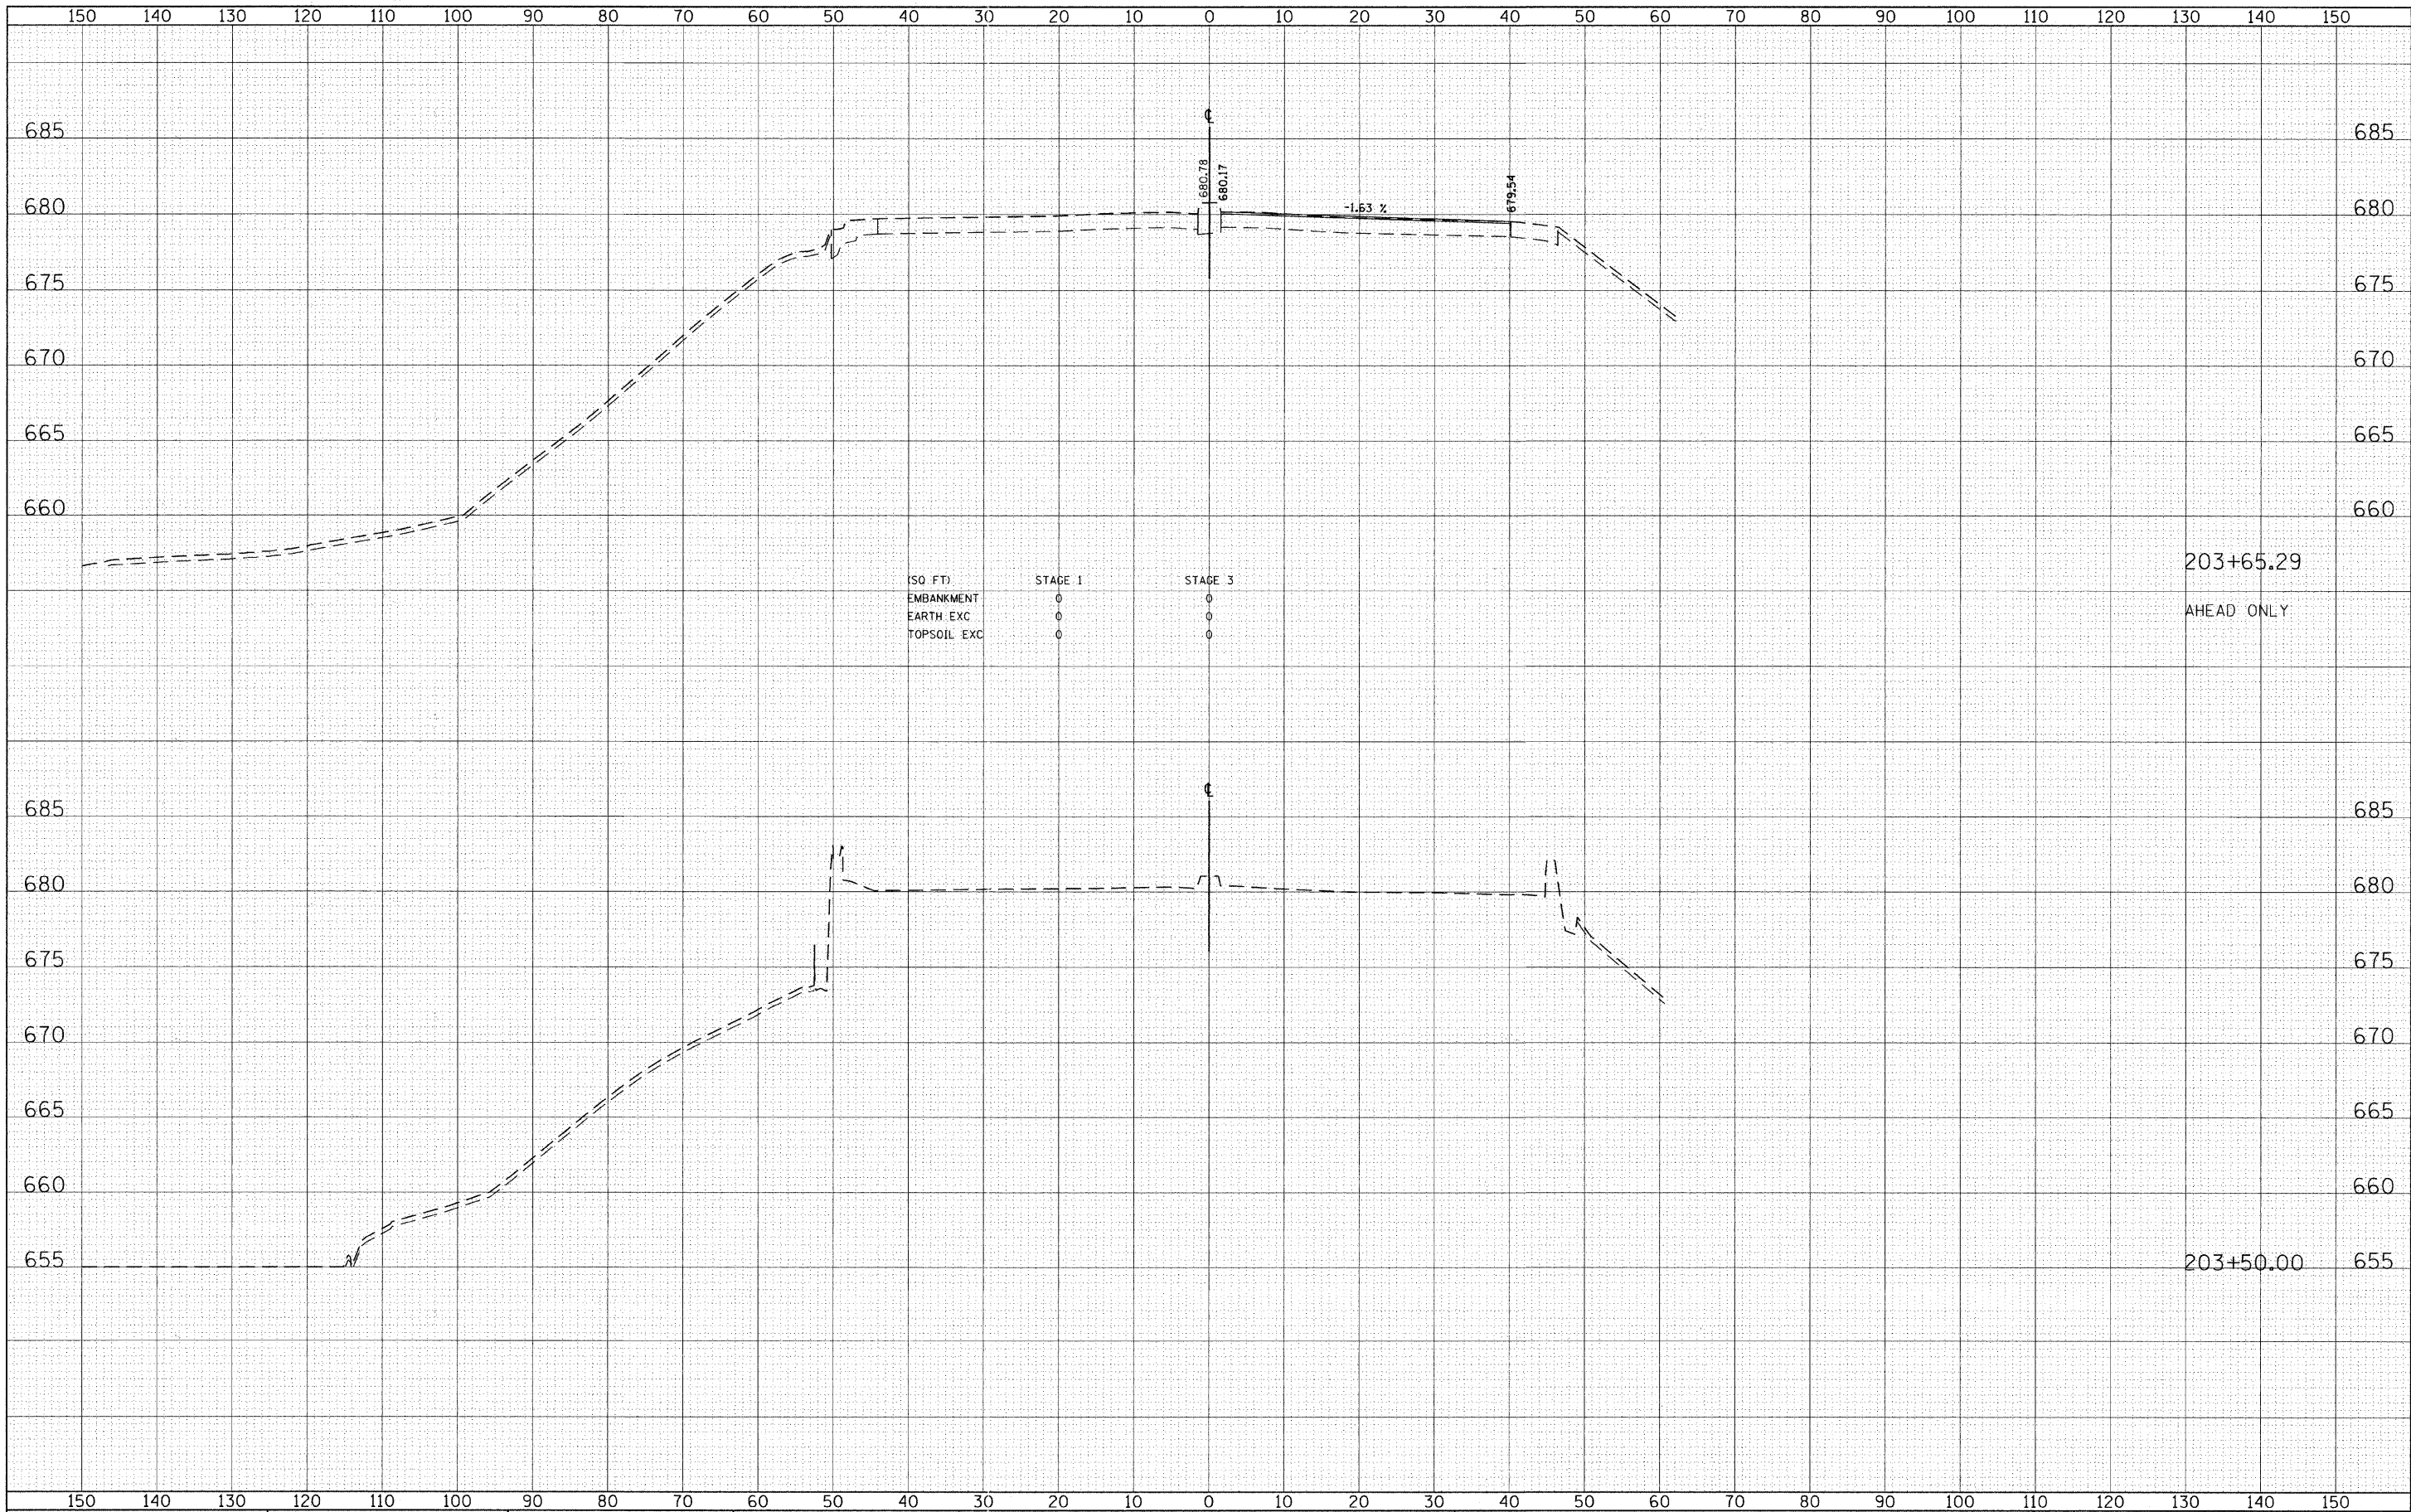 150 140 130 120 110 100 90 80 70 60 50 40 30 20 10 0 10 20 30 40 50 60 70 80 90 100 110 120 130 140 150
℄
685 685
680.78
680.17
679.54
680 -1.63 % 680
675 675
670 670
665 665
660 660
203+65.29
(SQ FT) STAGE 1 STAGE 3
EMBANKMENT 0 0
AHEAD ONLY
EARTH EXC 0 0
TOPSOIL EXC 0 0
℄
685 685
680 680
675 675
670 670
665 665
660 660
655 203+50.00 655
150 140 130 120 110 100 90 80 70 60 50 40 30 20 10 0 10 20 30 40 50 60 70 80 90 100 110 120 130 140 150